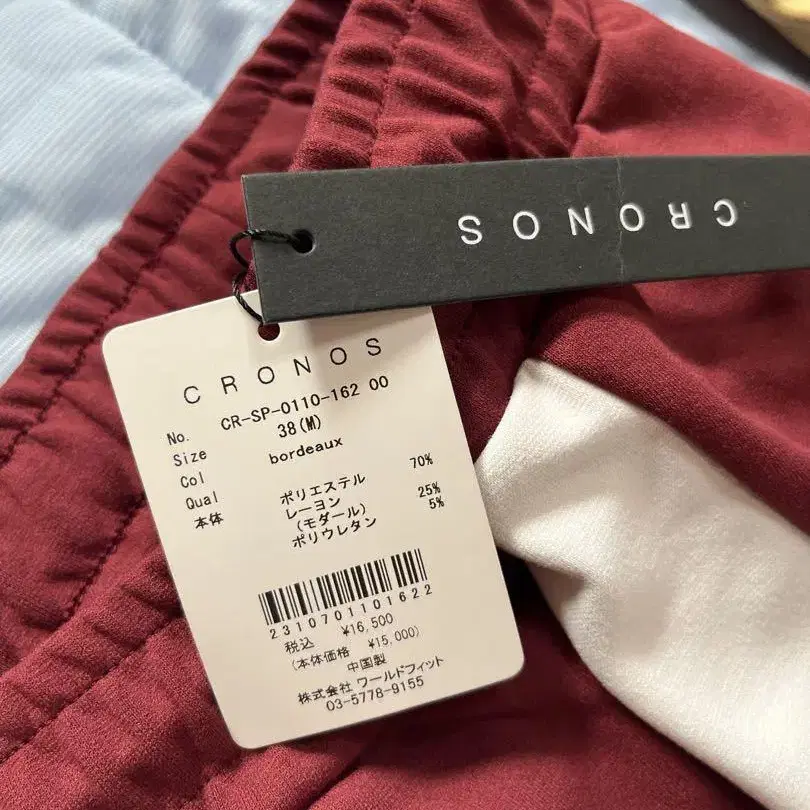 CRONOS
CRONOS
No. CR-SP-0110-162 00
Size 38(M)
Col bordeaux
Qual
本体 ポリエステル 70%
レーヨン 25%
(モダール)
ポリウレタン 5%
2310701101622
税込 ¥16,500
(本体価格 ¥15,000)
中国製
株式会社 ワールドフィット
03-5778-9155